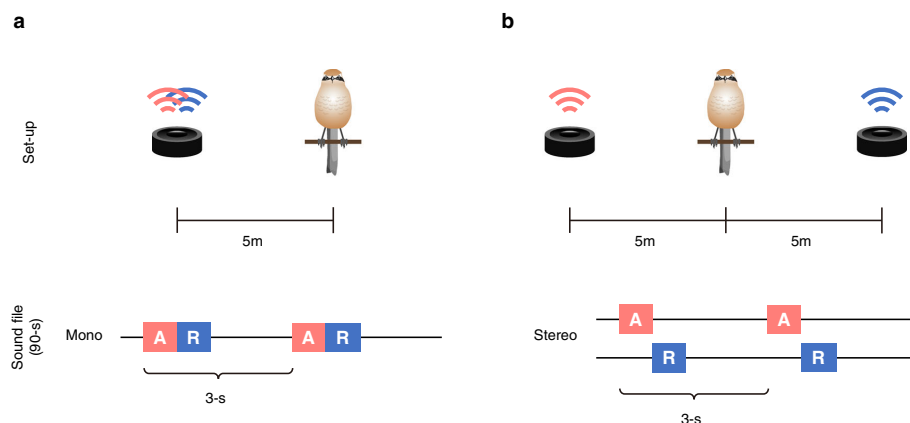 a
Set-up
5m
Sound file
(90-s)
Mono
A R A R
3-s
b
5m 5m
Stereo
A A
R R
3-s